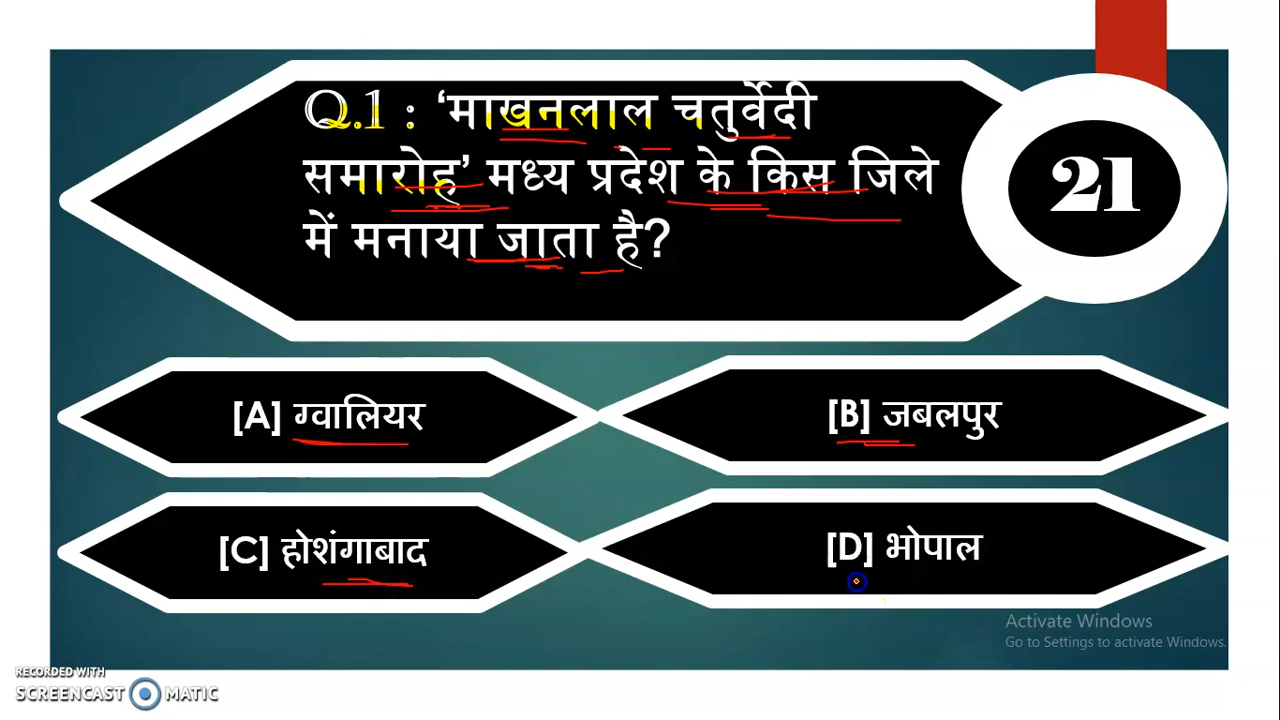 Q.1 : ‘माखनलाल चतुर्वेदी
समारोह’ मध्य प्रदेश के किस जिले
में मनाया जाता है?
21
[A] ग्वालियर
[B] जबलपुर
[C] होशंगाबाद
[D] भोपाल
Activate Windows
Go to Settings to activate Windows.
RECORDED WITH
SCREENCAST MATIC